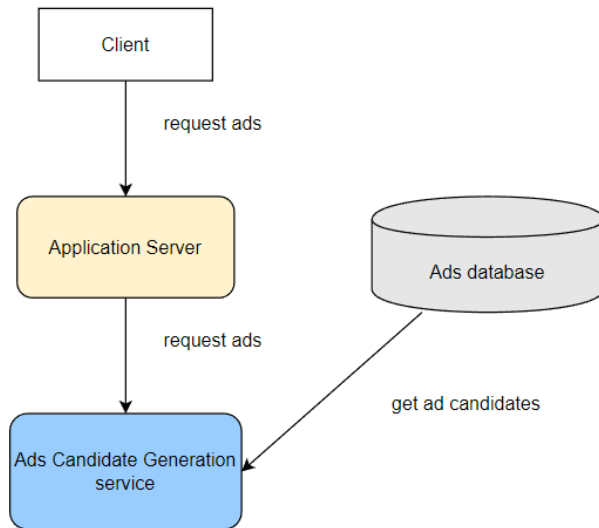 Client
request ads
Application Server
Ads database
request ads
get ad candidates
Ads Candidate Generation
service